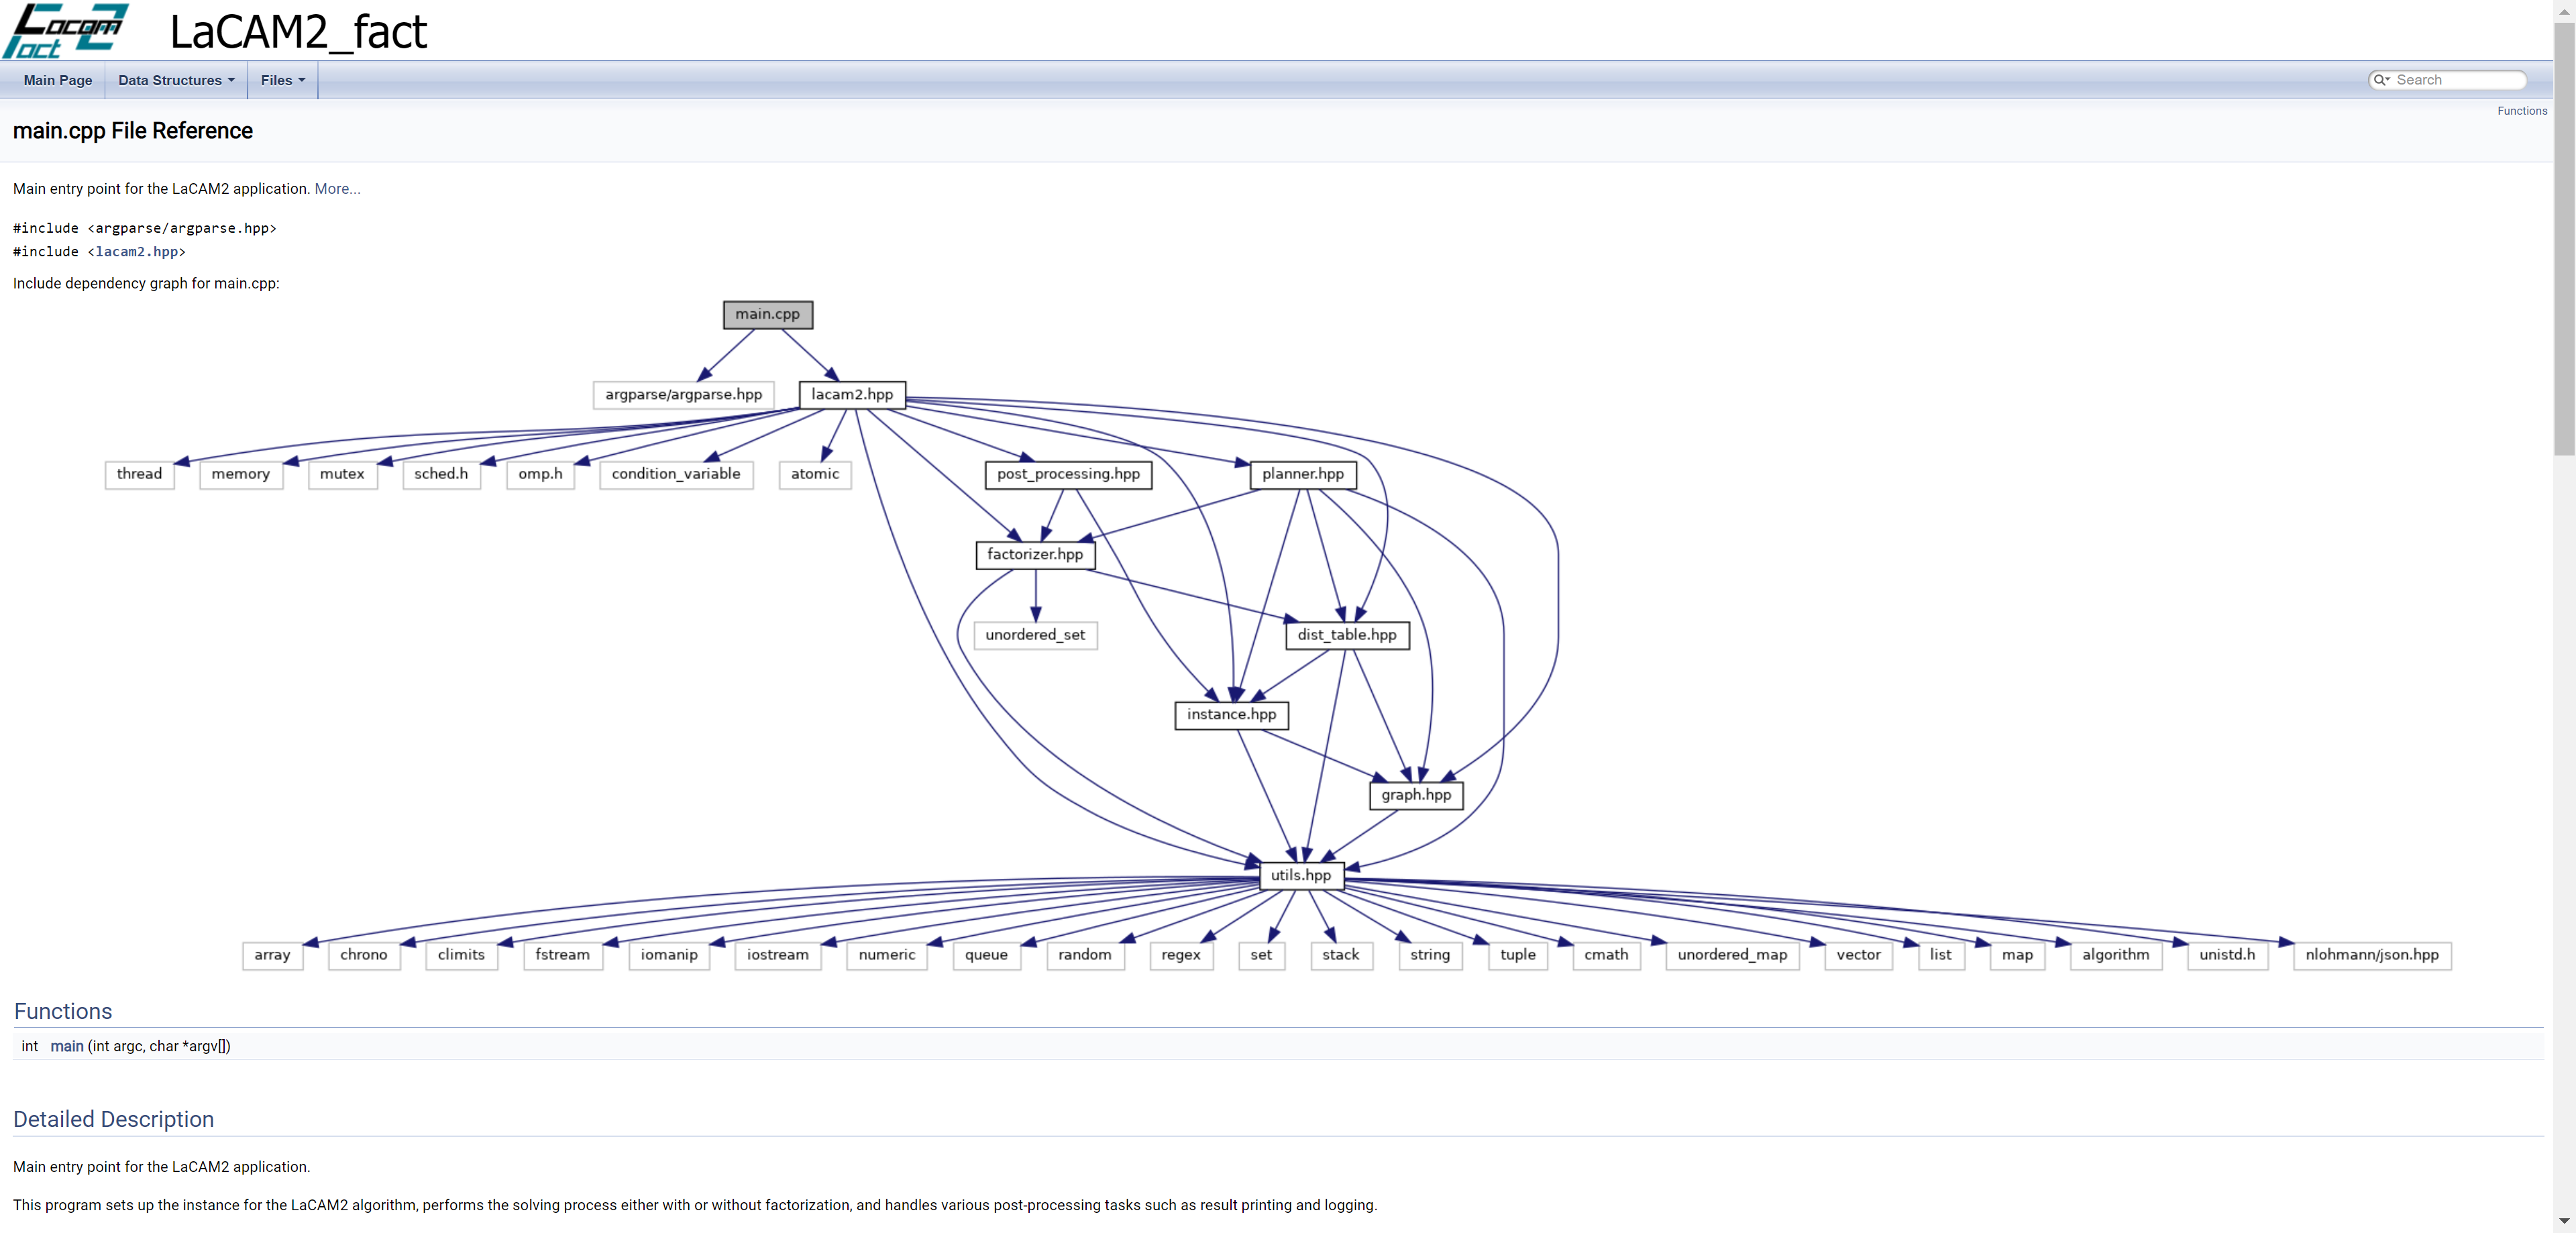 Lacam2 fact
LaCAM2_fact
Main Page Data Structures Files Search
Functions
main.cpp File Reference
Main entry point for the LaCAM2 application. More...
#include <argparse/argparse.hpp>
#include <lacam2.hpp>
Include dependency graph for main.cpp:
main.cpp
argparse/argparse.hpp lacam2.hpp
thread memory mutex sched.h omp.h condition_variable atomic post_processing.hpp planner.hpp
factorizer.hpp
unordered_set dist_table.hpp
instance.hpp
graph.hpp
utils.hpp
array chrono climits fstream iomanip iostream numeric queue random regex set stack string tuple cmath unordered_map vector list map algorithm unistd.h nlohmann/json.hpp
Functions
int main (int argc, char *argv[])
Detailed Description
Main entry point for the LaCAM2 application.
This program sets up the instance for the LaCAM2 algorithm, performs the solving process either with or without factorization, and handles various post-processing tasks such as result printing and logging.